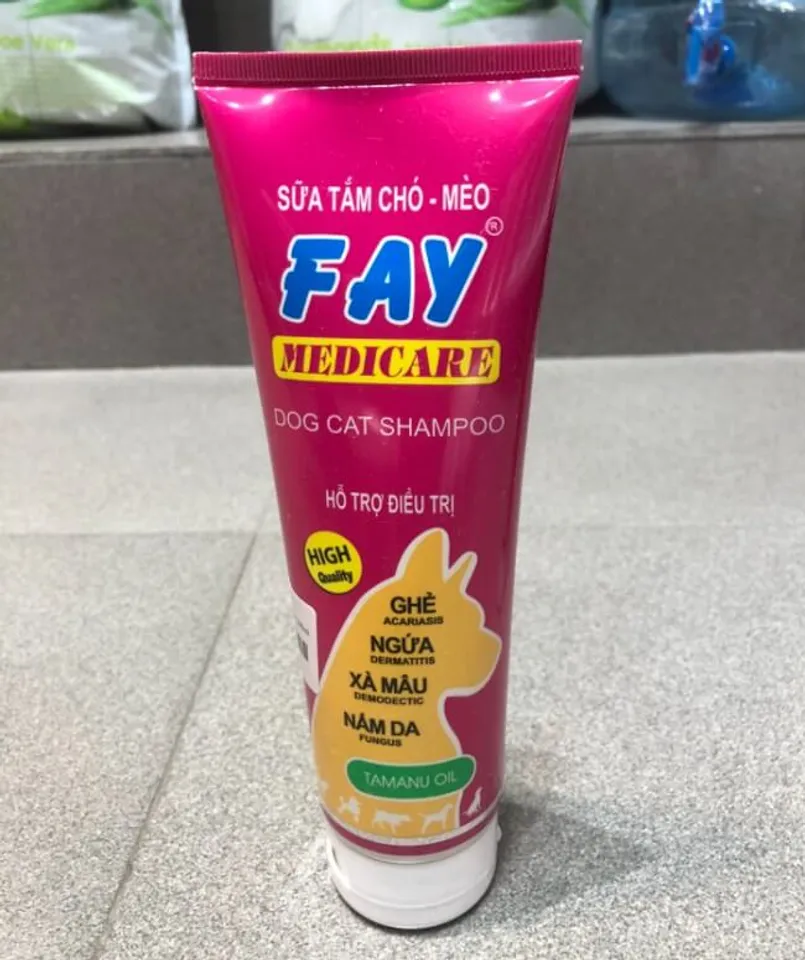 SỮA TẮM CHÓ - MÈO
FAY®
MEDICARE
DOG CAT SHAMPOO
HỖ TRỢ ĐIỀU TRỊ
HIGH
Quality
GHẺ
ACARIASIS
NGỨA
DERMATITIS
XÀ MÂU
DEMODECTIC
NẤM DA
FUNGUS
TAMANU OIL